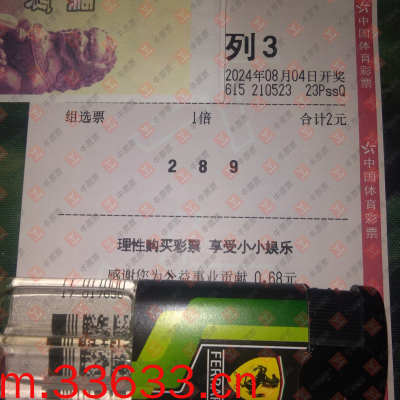 列3
2024年08月04日开奖
615 210523 23PssQ
组选票 1倍 合计2元
2 8 9
理性购买彩票 享受小小娱乐
感谢您为公益事业贡献 0.68元
中国体育彩票
中国体育彩票
m.33633.cn